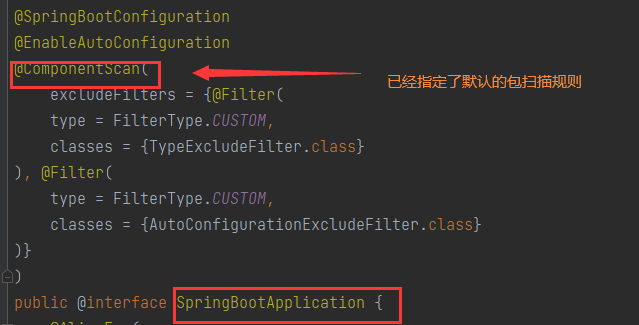 @SpringBootConfiguration
@EnableAutoConfiguration
@ComponentScan(
已经指定了默认的包扫描规则
excludeFilters = {@Filter(
type = FilterType.CUSTOM,
classes = {TypeExcludeFilter.class}
), @Filter(
type = FilterType.CUSTOM,
classes = {AutoConfigurationExcludeFilter.class}
)}
)
public @interface SpringBootApplication {